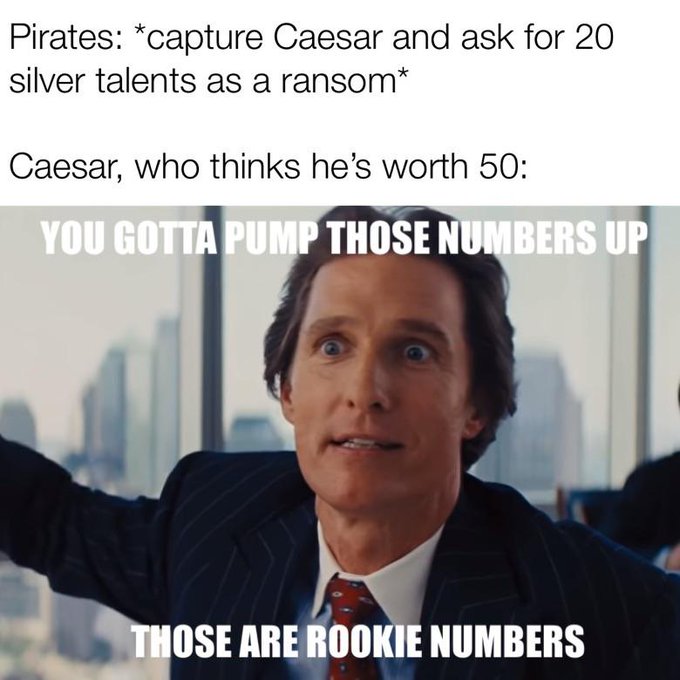 Pirates: *capture Caesar and ask for 20
silver talents as a ransom*
Caesar, who thinks he’s worth 50:
YOU GOTTA PUMP THOSE NUMBERS UP
THOSE ARE ROOKIE NUMBERS